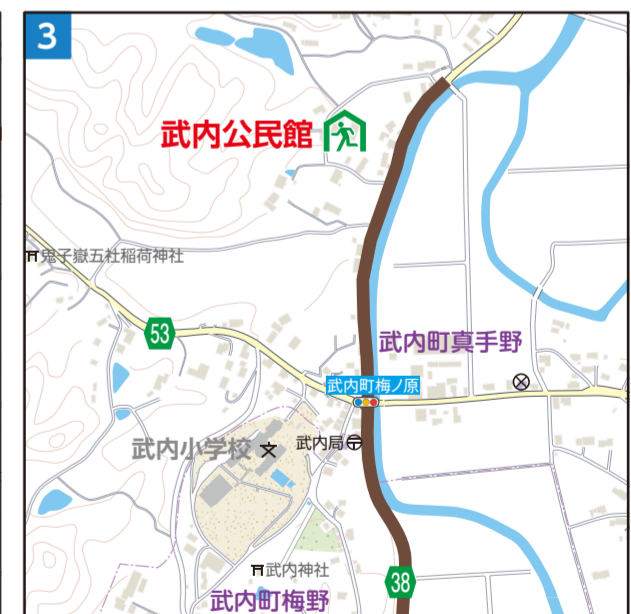 3
武内公民館
鬼子嶽五社稲荷神社
53
武内町真手野
武内町梅ノ原
武内小学校
武内局
武内神社
武内町梅野
38